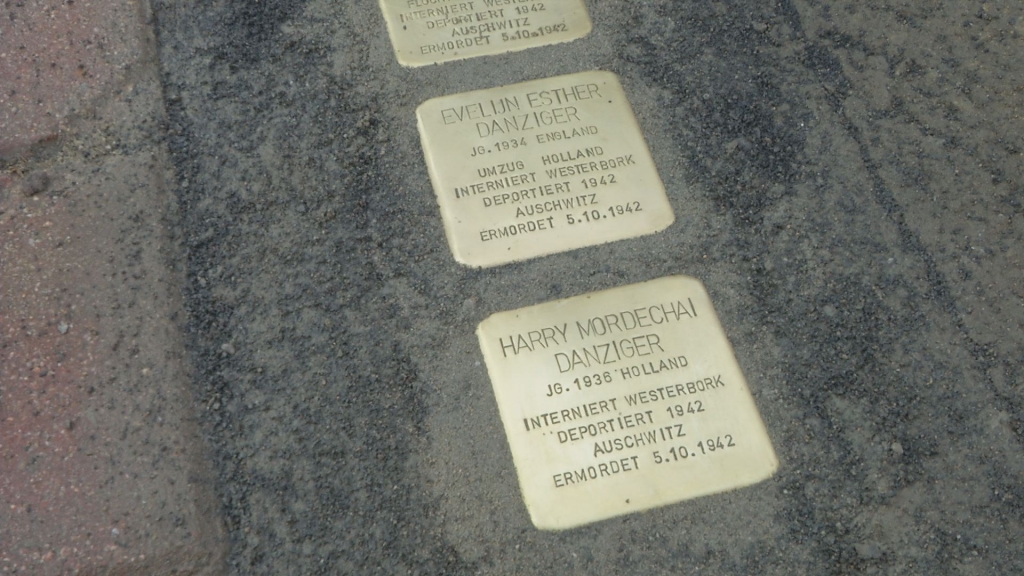 INTERNIERT WESTERBORK
DEPORTIERT 1942
AUSCHWITZ
ERMORDET 5.10.1942
EVELIJN ESTHER
DANZIGER
JG. 1934 ENGLAND
UMZUG HOLLAND
INTERNIERT WESTERBORK
DEPORTIERT 1942
AUSCHWITZ
ERMORDET 5.10.1942
HARRY MORDECHAI
DANZIGER
JG. 1936 HOLLAND
INTERNIERT WESTERBORK
DEPORTIERT 1942
AUSCHWITZ
ERMORDET 5.10.1942